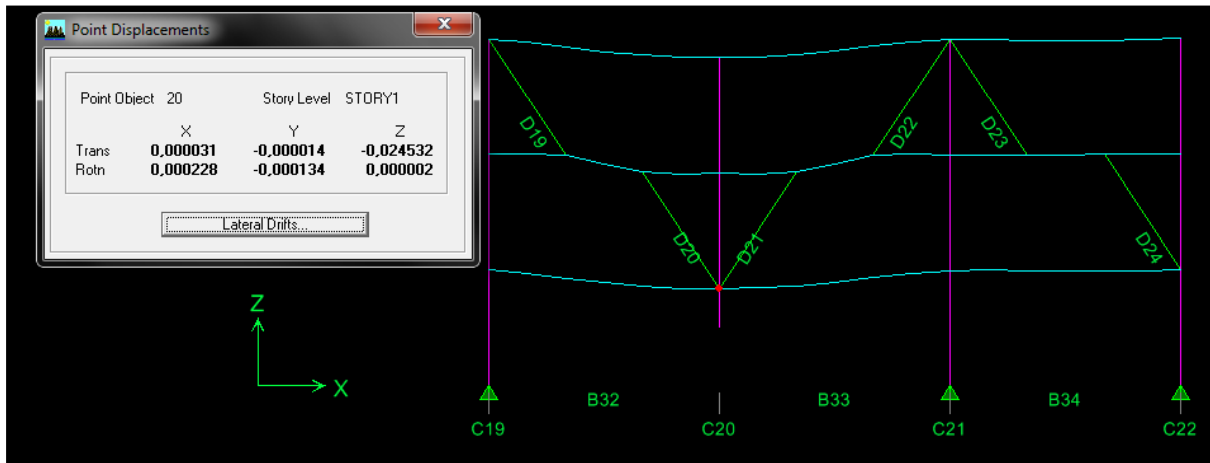 Point Displacements
Point Object 20 Story Level STORY1
X Y Z
Trans 0,000031 -0,000014 -0,024532
Rotn 0,000228 -0,000134 0,000002
Lateral Drifts...
D19
D22
D23
D20
D21
D24
Z
X
B32
B33
B34
C19
C20
C21
C22